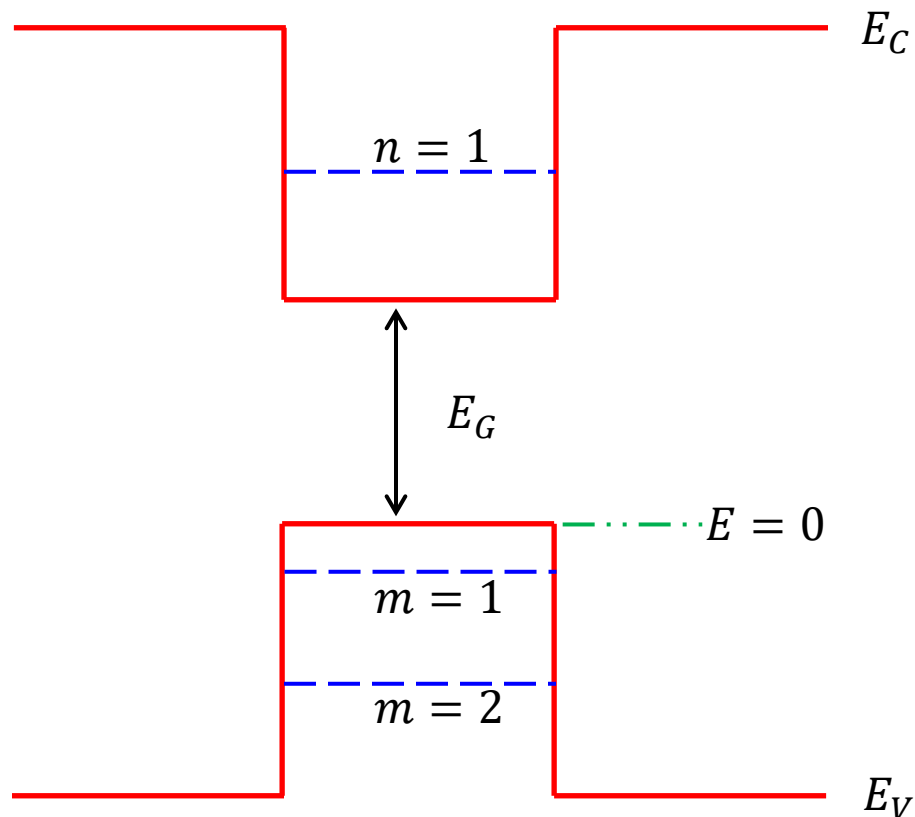 E_C
n = 1
E_G
E = 0
m = 1
m = 2
E_V